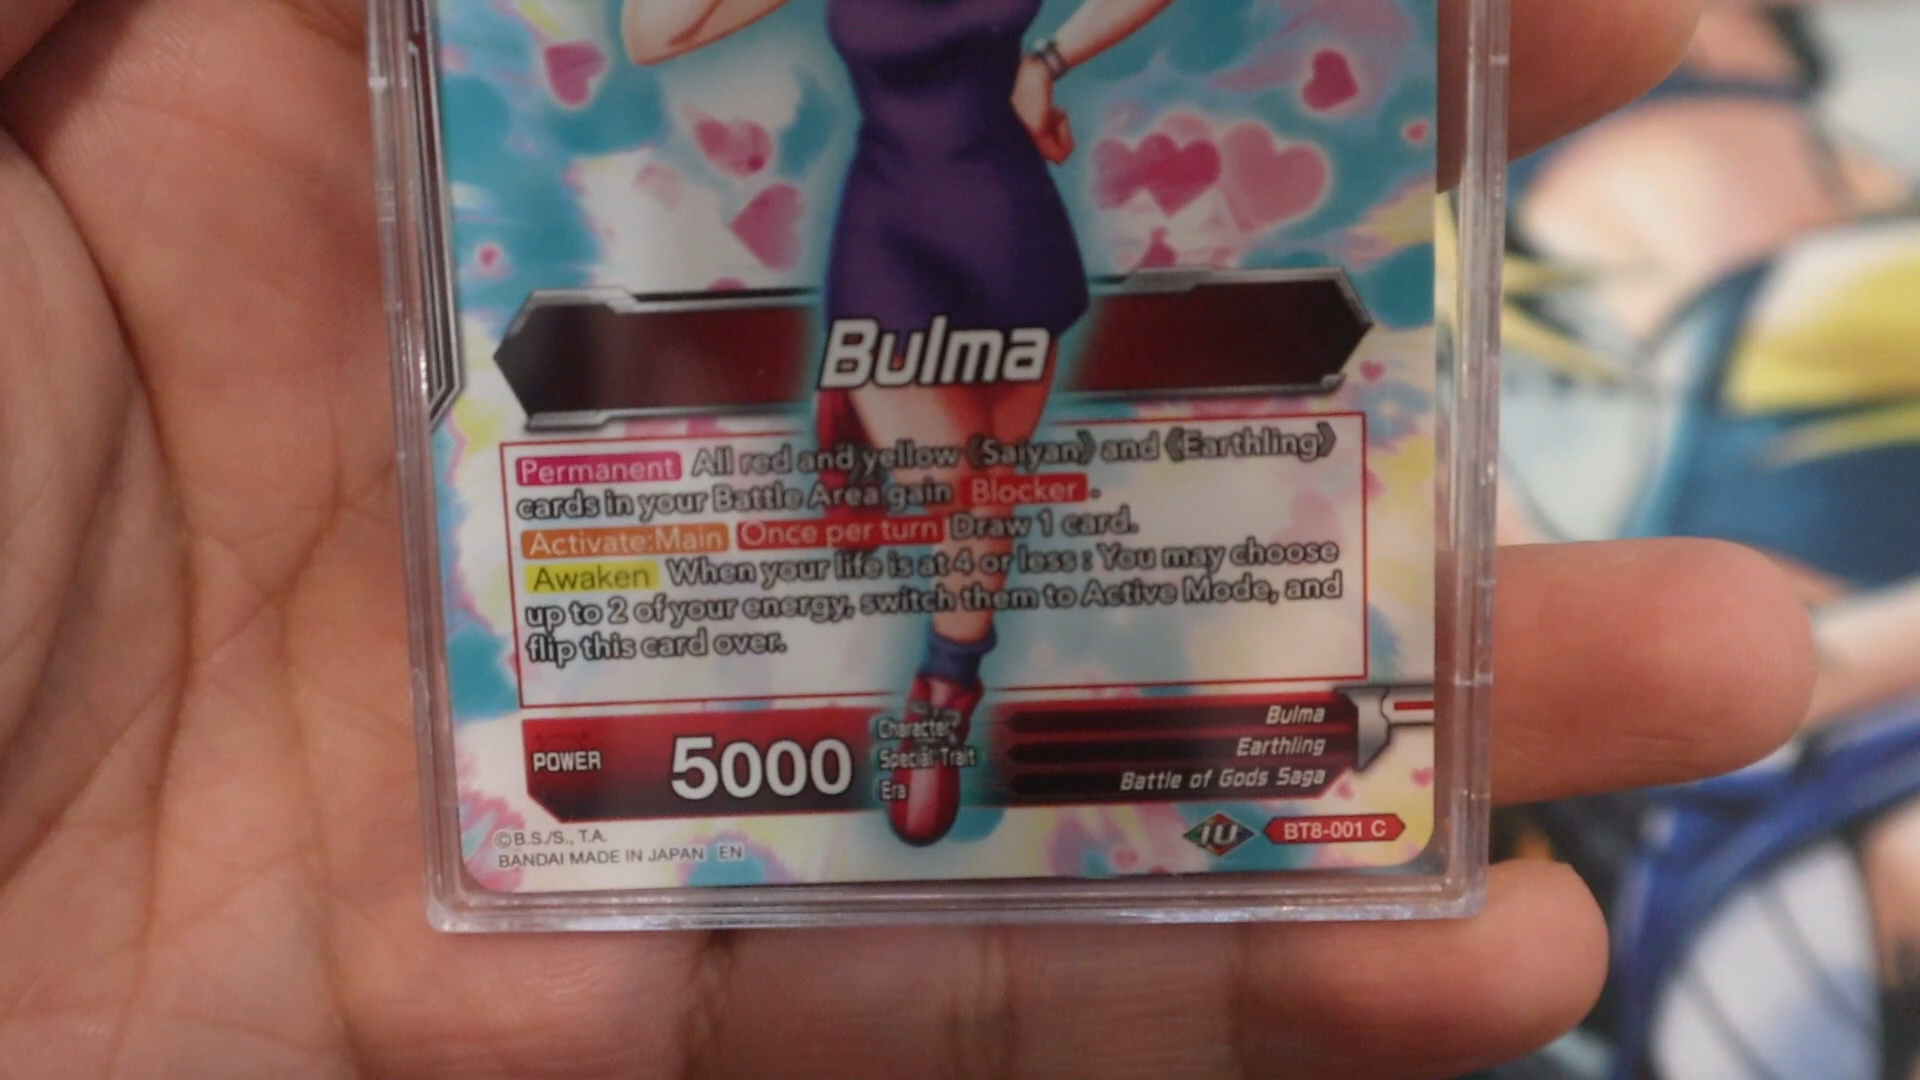 Bulma
Permanent All red and yellow 《Saiyan》 and 《Earthling》
cards in your Battle Area gain Blocker.
Activate:Main Once per turn Draw 1 card.
Awaken When your life is at 4 or less : You may choose
up to 2 of your energy, switch them to Active Mode, and
flip this card over.
POWER 5000
Character Bulma
Special Trait Earthling
Era Battle of Gods Saga
©B.S./S., T.A.
BANDAI MADE IN JAPAN EN
IU BT8-001 C